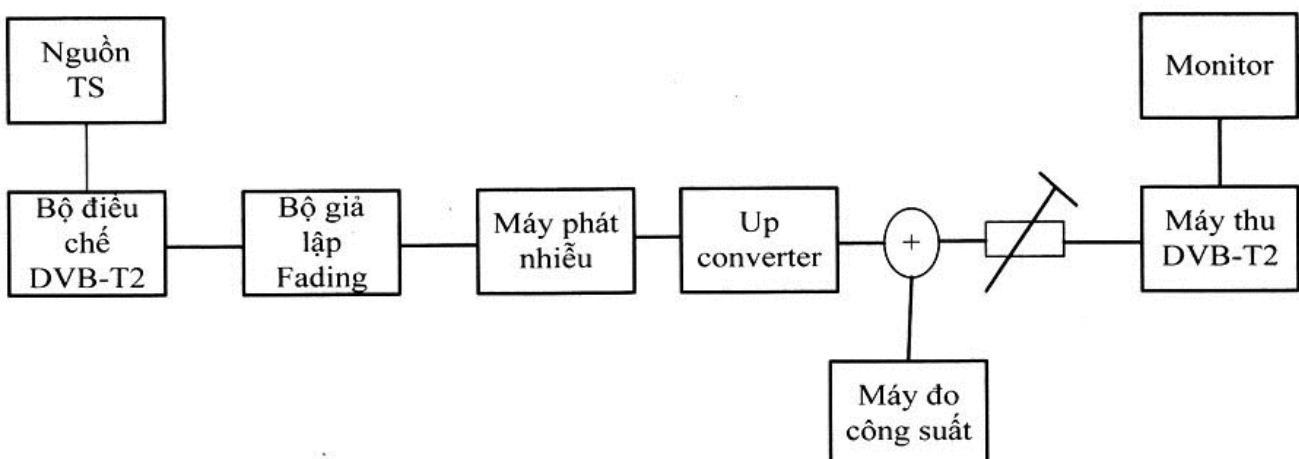 Nguồn
TS
Monitor
Bộ điều
chế
DVB-T2
Bộ giả
lập
Fading
Máy phát
nhiễu
Up
converter
+
Máy thu
DVB-T2
Máy đo
công suất